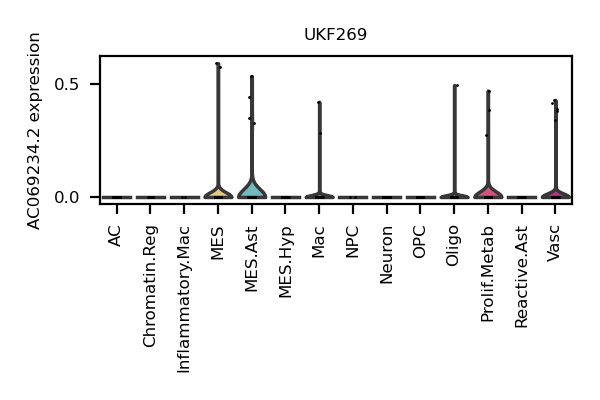 UKF269
AC069234.2 expression
0.5
0.0
AC
Chromatin.Reg
Inflammatory.Mac
MES
MES.Ast
MES.Hyp
Mac
NPC
Neuron
OPC
Oligo
Prolif.Metab
Reactive.Ast
Vasc